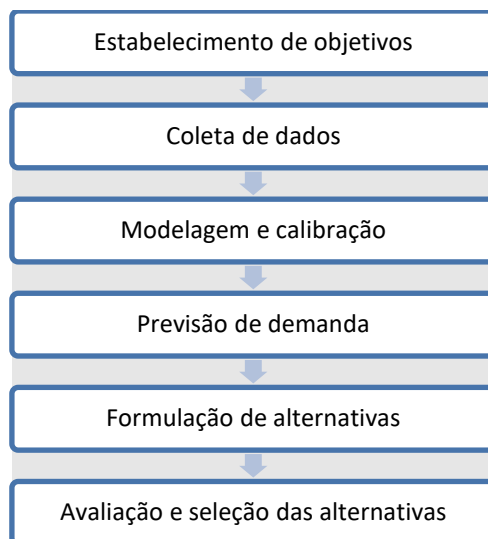 Estabelecimento de objetivos
Coleta de dados
Modelagem e calibração
Previsão de demanda
Formulação de alternativas
Avaliação e seleção das alternativas